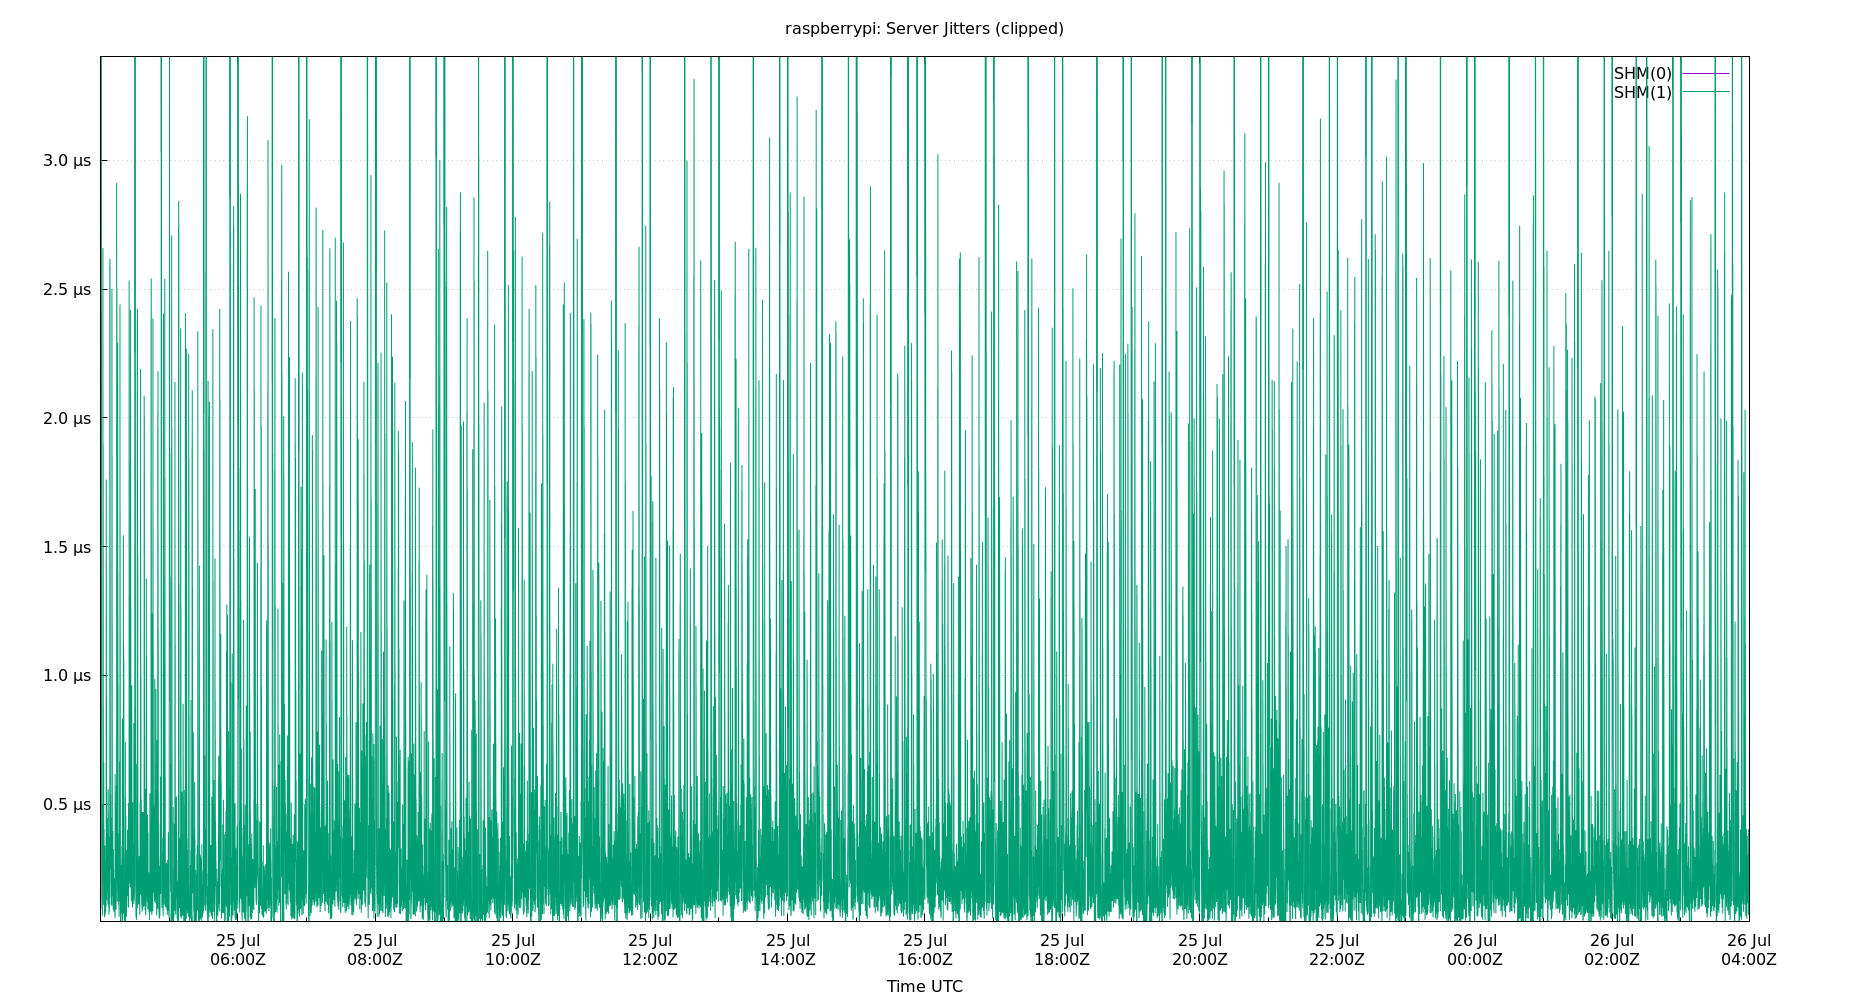 raspberrypi: Server Jitters (clipped)
SHM(0)
SHM(1)
3.0 µs
2.5 µs
2.0 µs
1.5 µs
1.0 µs
0.5 µs
25 Jul 25 Jul 25 Jul 25 Jul 25 Jul 25 Jul 25 Jul 25 Jul 25 Jul 26 Jul 26 Jul 26 Jul
06:00Z 08:00Z 10:00Z 12:00Z 14:00Z 16:00Z 18:00Z 20:00Z 22:00Z 00:00Z 02:00Z 04:00Z
Time UTC